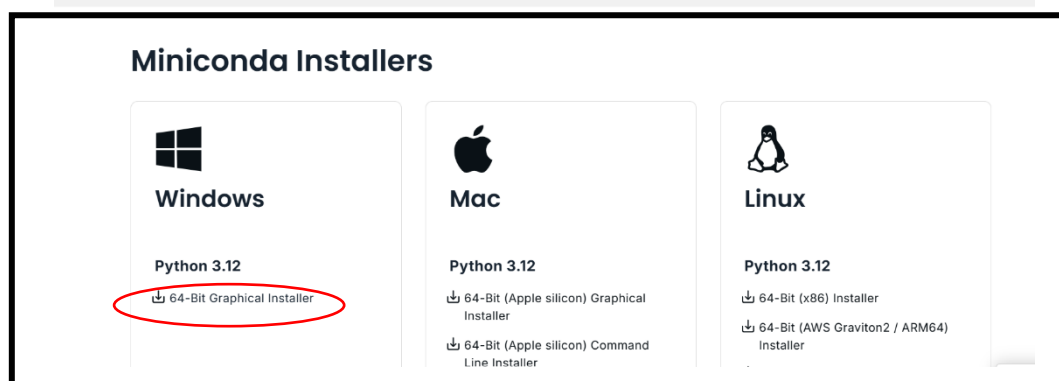 Miniconda Installers
Windows
Python 3.12
64-Bit Graphical Installer
Mac
Python 3.12
64-Bit (Apple silicon) Graphical
Installer
64-Bit (Apple silicon) Command
Line Installer
Linux
Python 3.12
64-Bit (x86) Installer
64-Bit (AWS Graviton2 / ARM64)
Installer